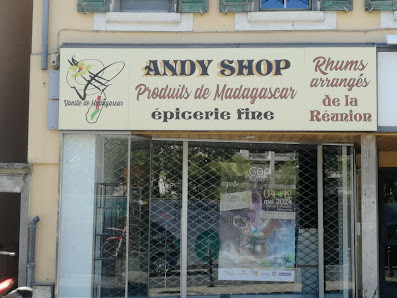 ANDY SHOP
Produits de Madagascar
épicerie fine
Vanille de Madagascar
Rhums
arrangés
de la
Réunion
mai 2024